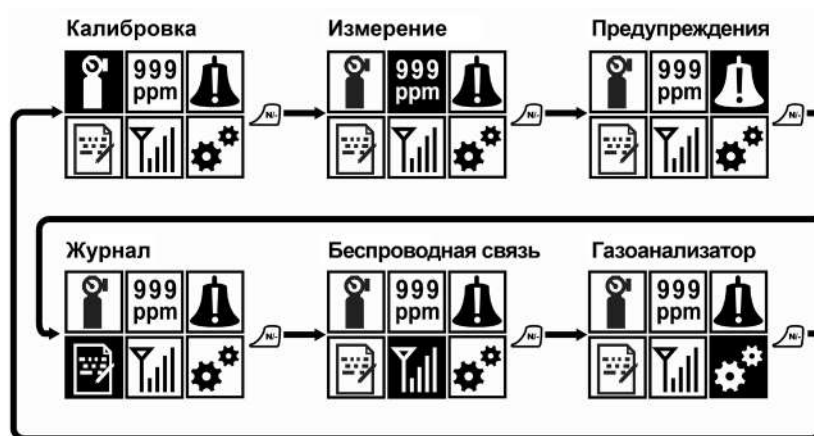 Калибровка Измерение Предупреждения
999 999 999
ppm ppm ppm
N/- N/- N/-
Журнал Беспроводная связь Газоанализатор
999 999 999
ppm ppm ppm
N/- N/- N/-